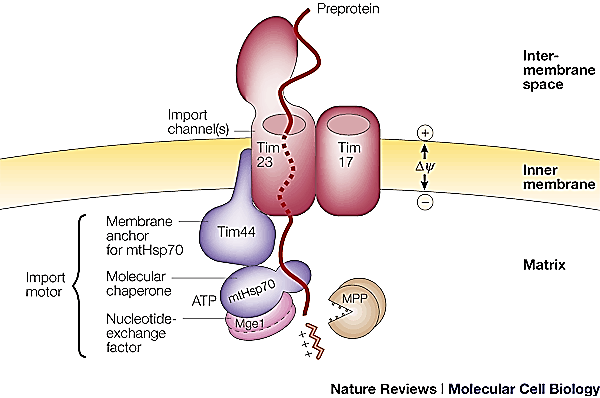 Preprotein
Inter-
membrane
space
Import
channel(s)
Tim
23
Tim
17
+
Δψ
−
Inner
membrane
Membrane
anchor
for mtHsp70
Tim44
Matrix
Import
motor
Molecular
chaperone
ATP
mtHsp70
MPP
Nucleotide-
exchange
factor
Mge1
+
+
+
Nature Reviews | Molecular Cell Biology